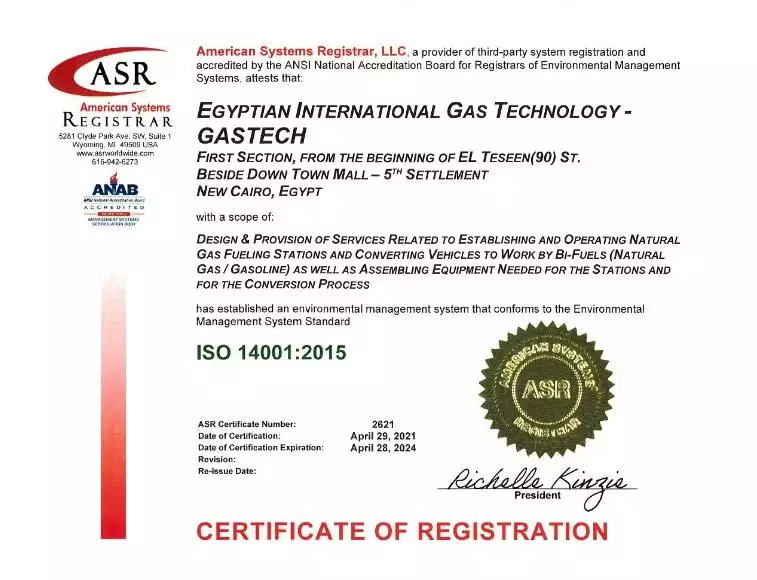 ASR
American Systems
REGISTRAR
5281 Clyde Park Ave. SW, Suite 1
Wyoming, MI 49509 USA
www.asrworldwide.com
616-942-6273
ANAB
ANSI National Accreditation Board
ACCREDITED
MANAGEMENT SYSTEMS
CERTIFICATION BODY
American Systems Registrar, LLC, a provider of third-party system registration and
accredited by the ANSI National Accreditation Board for Registrars of Environmental Management
Systems, attests that:
EGYPTIAN INTERNATIONAL GAS TECHNOLOGY -
GASTECH
FIRST SECTION, FROM THE BEGINNING OF EL TESEEN(90) ST.
BESIDE DOWN TOWN MALL – 5TH SETTLEMENT
NEW CAIRO, EGYPT
with a scope of:
DESIGN & PROVISION OF SERVICES RELATED TO ESTABLISHING AND OPERATING NATURAL
GAS FUELING STATIONS AND CONVERTING VEHICLES TO WORK BY BI-FUELS (NATURAL
GAS / GASOLINE) AS WELL AS ASSEMBLING EQUIPMENT NEEDED FOR THE STATIONS AND
FOR THE CONVERSION PROCESS
has established an environmental management system that conforms to the Environmental
Management System Standard
ISO 14001:2015
AMERICAN SYSTEMS
ASR
REGISTRAR
ASR Certificate Number: 2621
Date of Certification: April 29, 2021
Date of Certification Expiration: April 28, 2024
Revision:
Re-Issue Date:
Richelle Kinzie
President
CERTIFICATE OF REGISTRATION